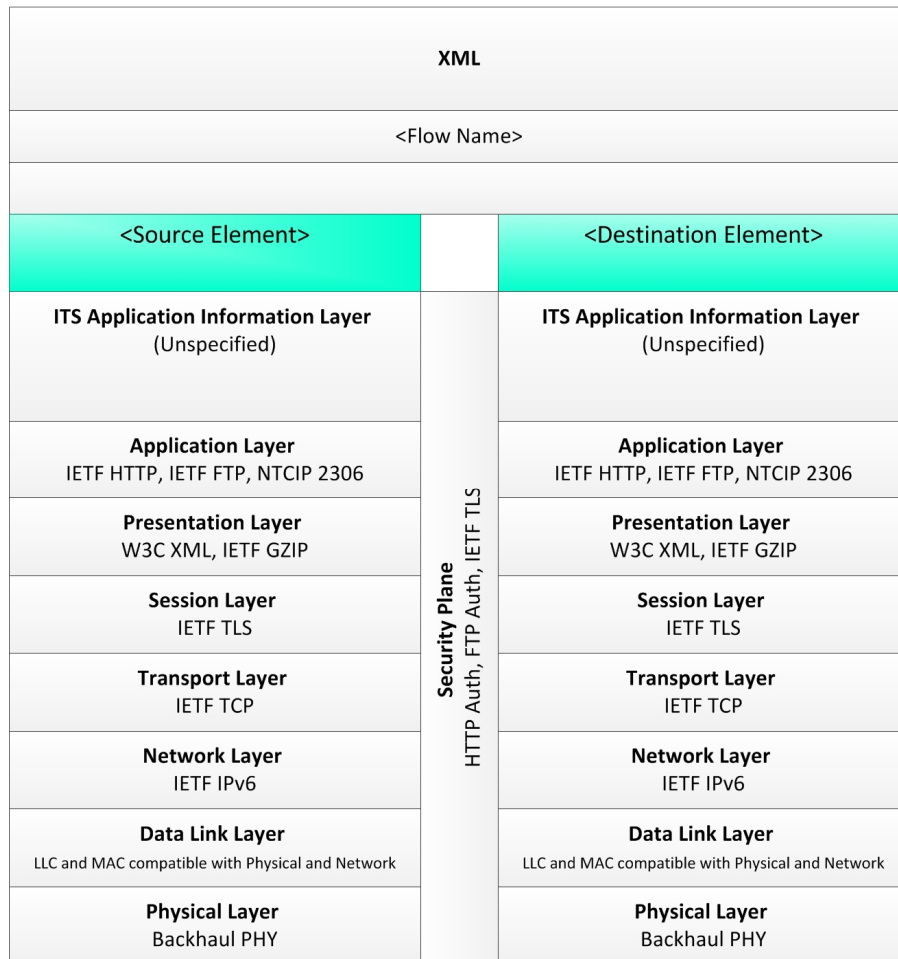 XML
<Flow Name>
<Source Element>
<Destination Element>
ITS Application Information Layer
(Unspecified)
Application Layer
IETF HTTP, IETF FTP, NTCIP 2306
Presentation Layer
W3C XML, IETF GZIP
Session Layer
IETF TLS
Transport Layer
IETF TCP
Network Layer
IETF IPv6
Data Link Layer
LLC and MAC compatible with Physical and Network
Physical Layer
Backhaul PHY
Security Plane
HTTP Auth, FTP Auth, IETF TLS
ITS Application Information Layer
(Unspecified)
Application Layer
IETF HTTP, IETF FTP, NTCIP 2306
Presentation Layer
W3C XML, IETF GZIP
Session Layer
IETF TLS
Transport Layer
IETF TCP
Network Layer
IETF IPv6
Data Link Layer
LLC and MAC compatible with Physical and Network
Physical Layer
Backhaul PHY